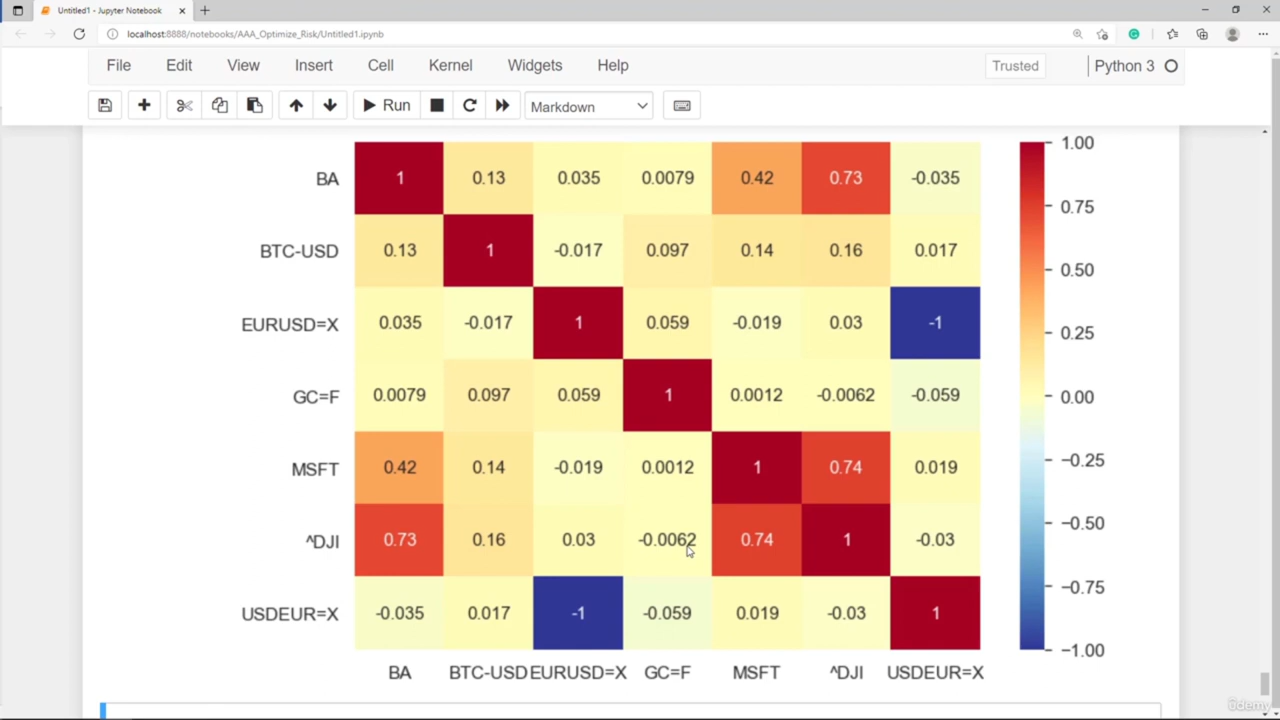 Untitled1 - Jupyter Notebook
localhost:8888/notebooks/AAA_Optimize_Risk/Untitled1.ipynb
File Edit View Insert Cell Kernel Widgets Help Trusted Python 3
Run Markdown
BA 1 0.13 0.035 0.0079 0.42 0.73 -0.035
BTC-USD 0.13 1 -0.017 0.097 0.14 0.16 0.017
EURUSD=X 0.035 -0.017 1 0.059 -0.019 0.03 -1
GC=F 0.0079 0.097 0.059 1 0.0012 -0.0062 -0.059
MSFT 0.42 0.14 -0.019 0.0012 1 0.74 0.019
^DJI 0.73 0.16 0.03 -0.0062 0.74 1 -0.03
USDEUR=X -0.035 0.017 -1 -0.059 0.019 -0.03 1
BA BTC-USD EURUSD=X GC=F MSFT ^DJI USDEUR=X
1.00
0.75
0.50
0.25
0.00
−0.25
−0.50
−0.75
−1.00
ûdemy